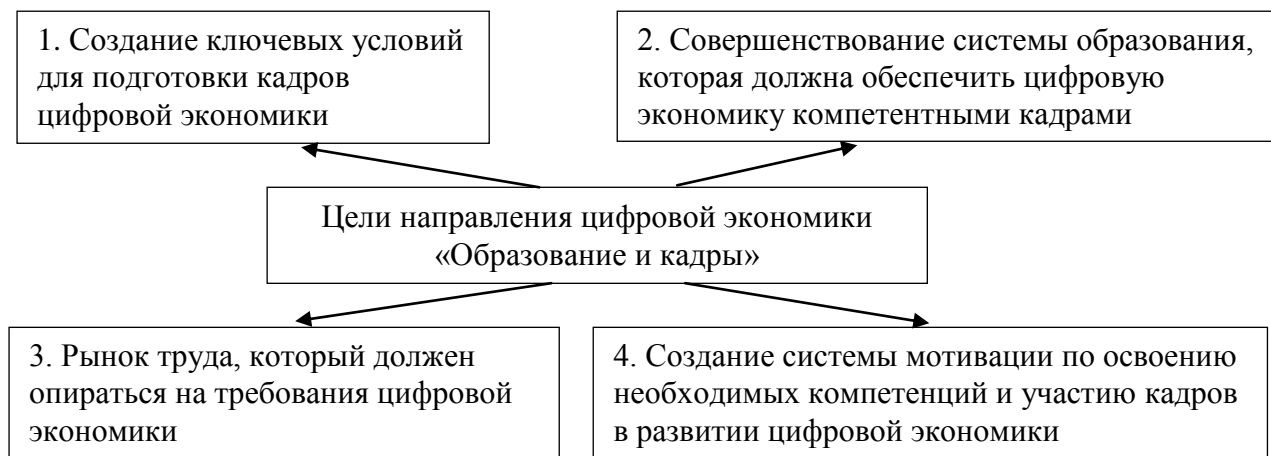 1. Создание ключевых условий
для подготовки кадров
цифровой экономики
2. Совершенствование системы образования,
которая должна обеспечить цифровую
экономику компетентными кадрами
Цели направления цифровой экономики
«Образование и кадры»
3. Рынок труда, который должен
опираться на требования цифровой
экономики
4. Создание системы мотивации по освоению
необходимых компетенций и участию кадров
в развитии цифровой экономики